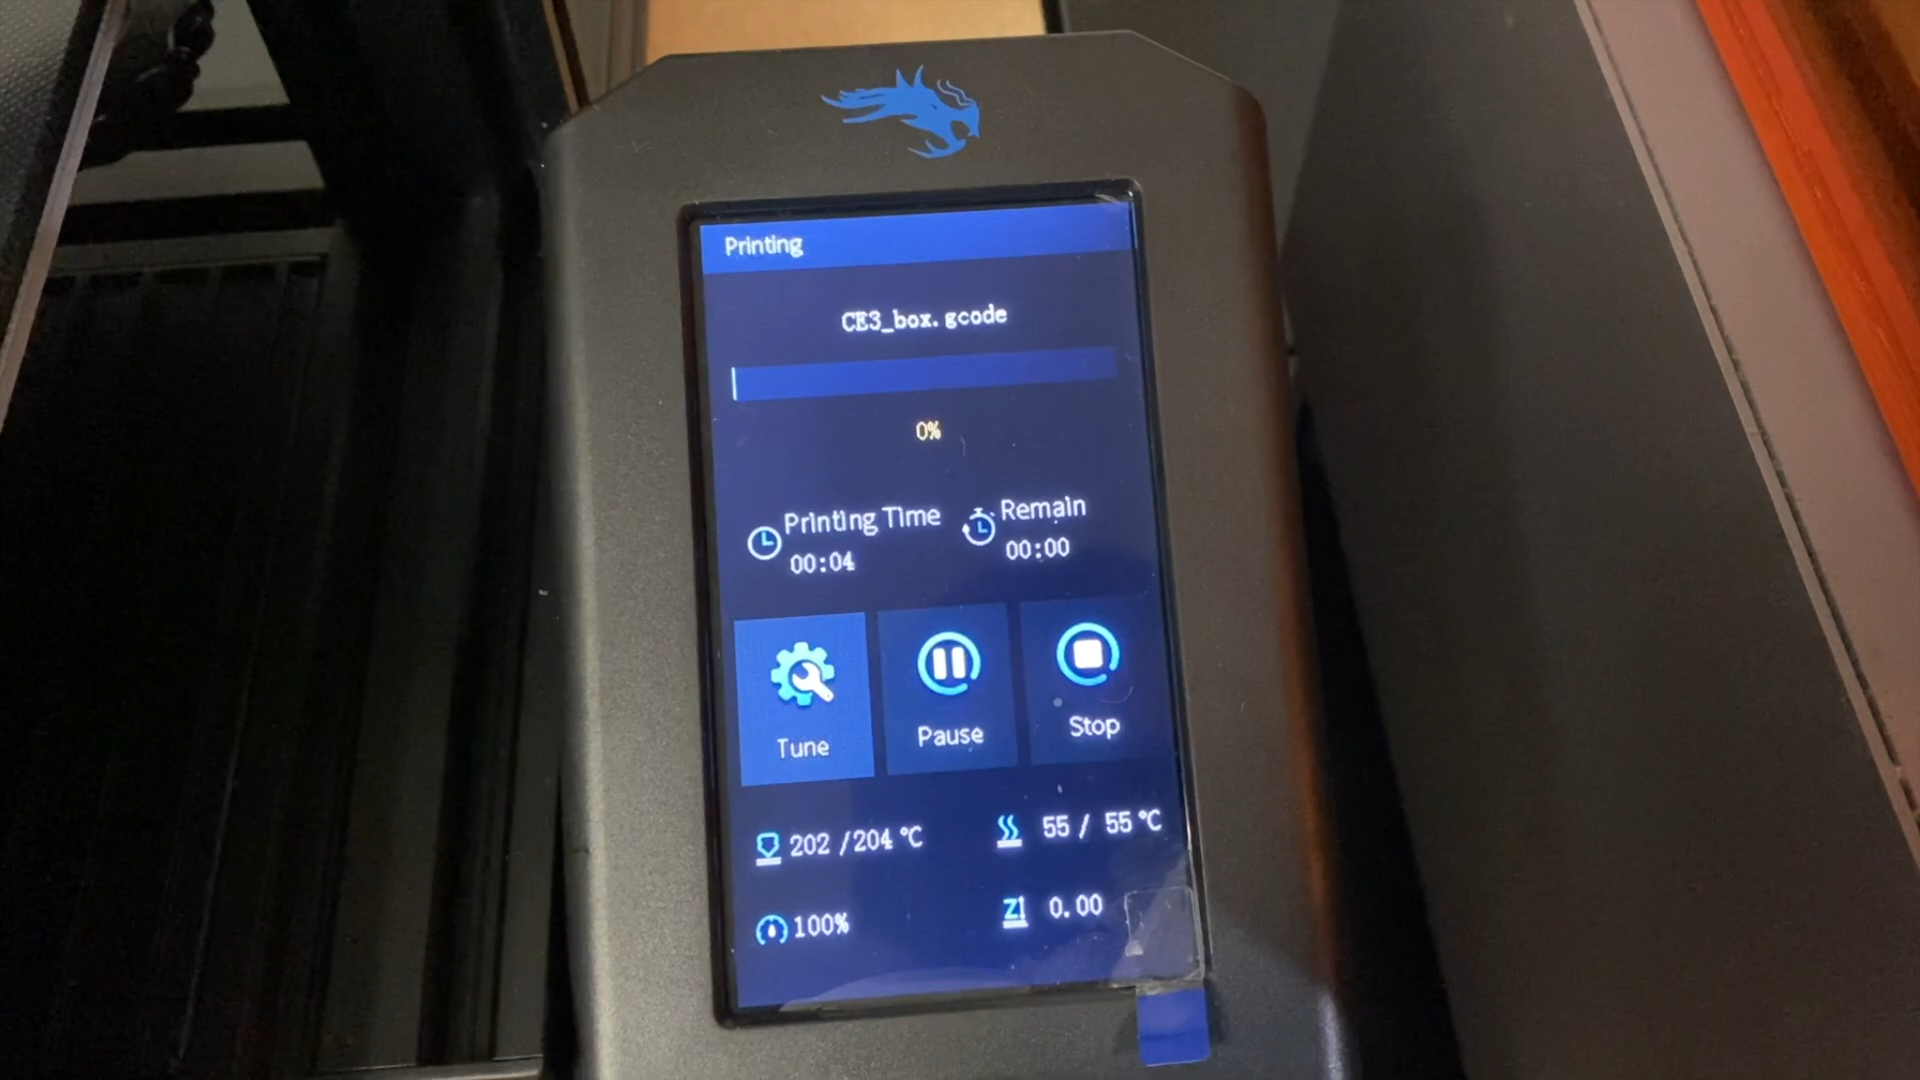 Printing
CE3_box.gcode
0%
Printing Time
00:04
Remain
00:00
Tune
Pause
Stop
202 /204 ℃
55 / 55 ℃
100%
Z
0.00